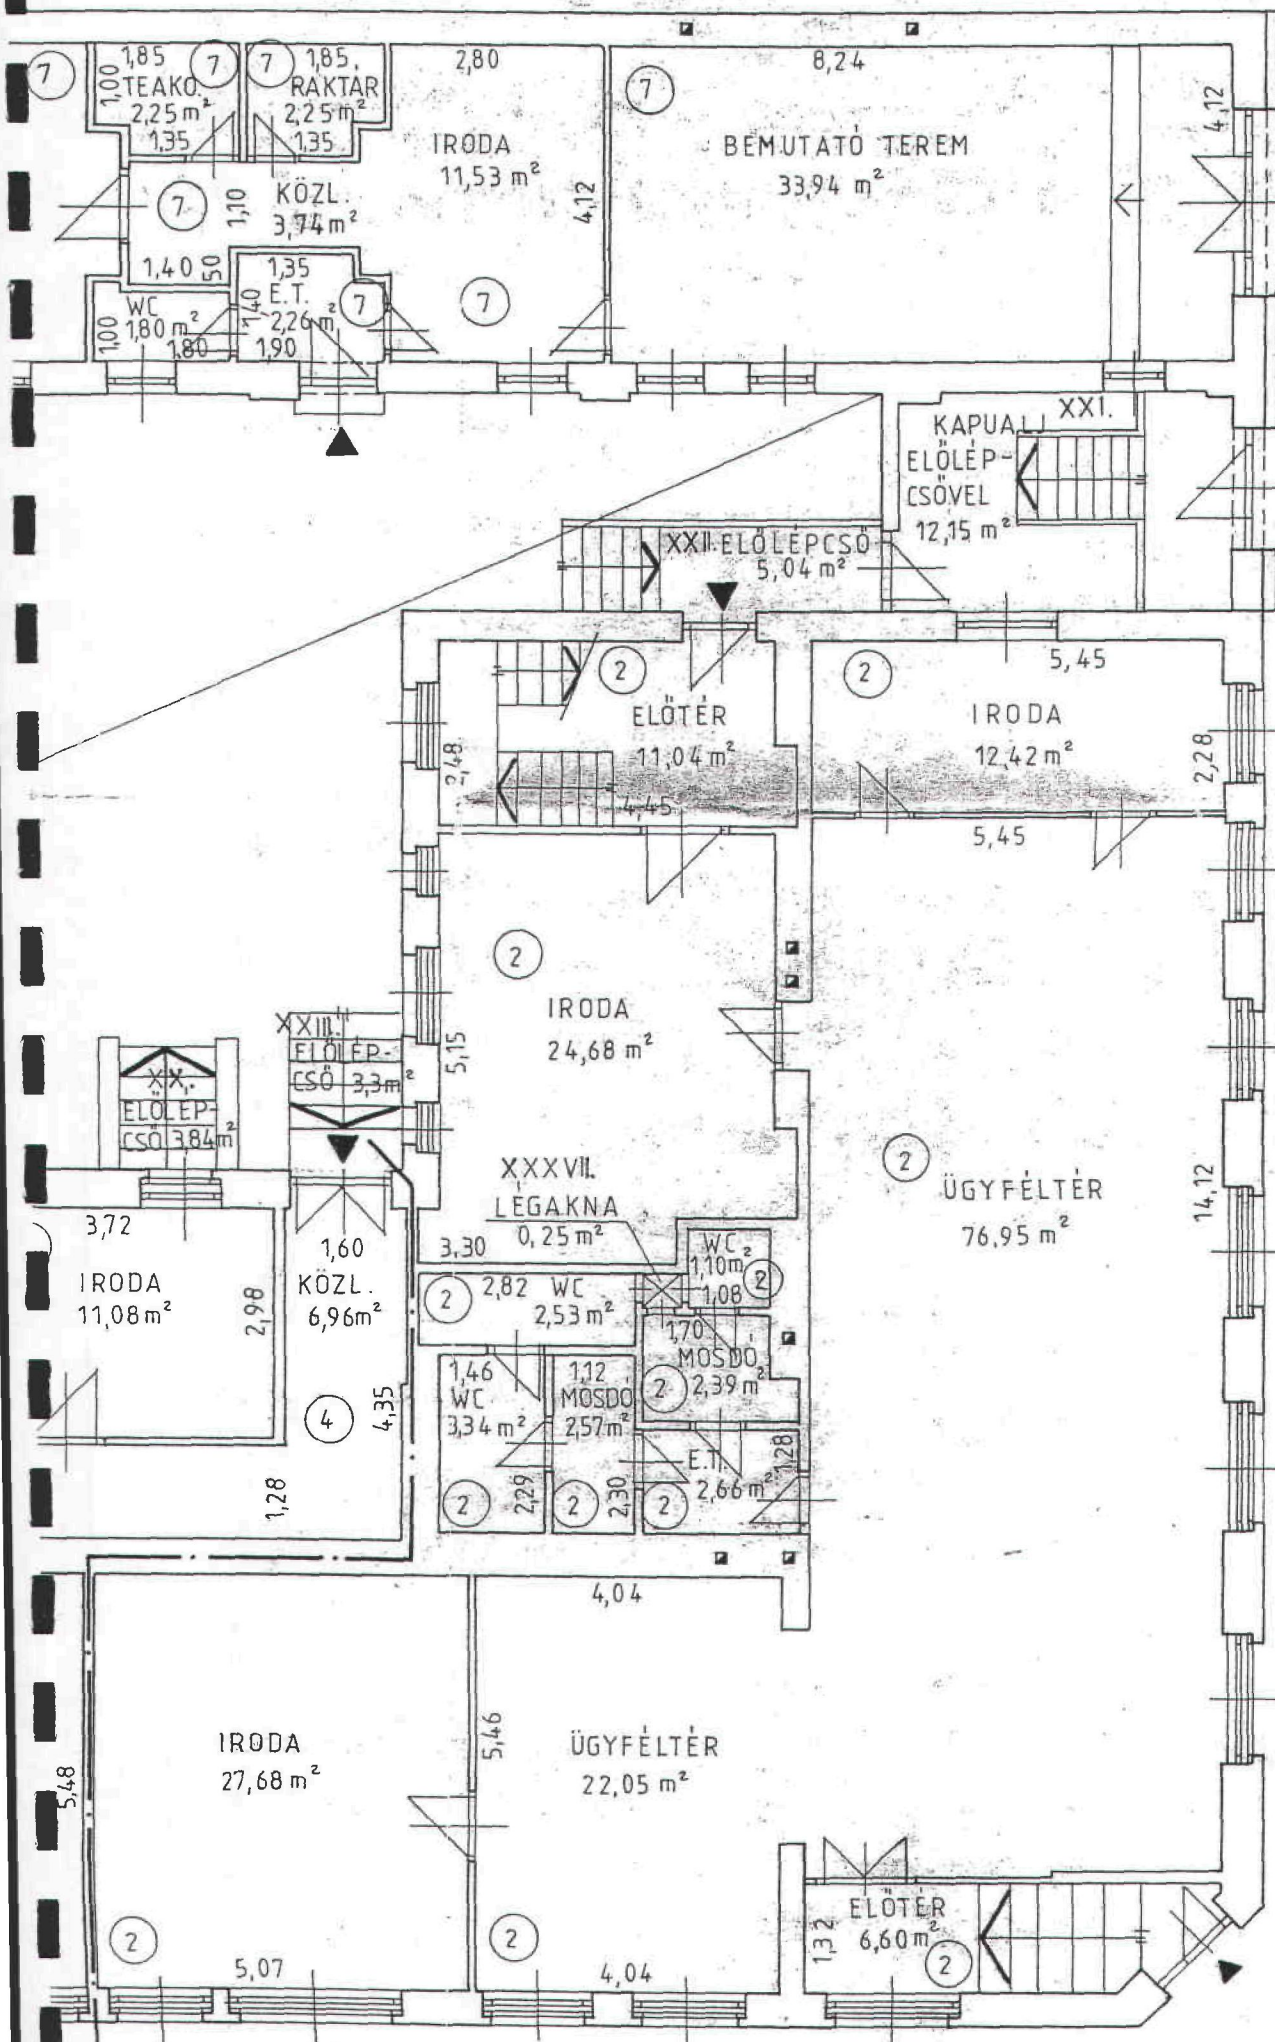 7
1,85
7
1,00
TEAKO.
2,25 m²
1,35
7
1,85.
RAKTÁR
2,25 m²
1,35
2,80
IRODA
11,53 m²
4,12
7
8,24
BEMUTATÓ TEREM
33,94 m²
4,12
7
1,10
KÖZL.
3,74 m²
1,40
50
1,35
E.T.
7
2,26 m²
1,90
7
WC
1,00
1,80 m²
1,80
XXI.
KAPUALJ
ELŐLÉP-
CSŐVEL
12,15 m²
XXII. ELŐLÉPCSŐ
5,04 m²
2
ELŐTÉR
11,04 m²
2,48
4,45
2
5,45
IRODA
12,42 m²
2,28
5,45
2
IRODA
24,68 m²
5,15
XXIII.
ELŐLÉP-
CSŐ 3,3 m²
XX.
ELŐLÉP-
CSŐ 3,84 m²
2
ÜGYFÉLTÉR
76,95 m²
14,12
XXXVII.
LÉGAKNA
0,25 m²
3,30
3,72
IRODA
11,08 m²
2,98
1,60
KÖZL.
6,96 m²
4
4,35
1,28
2
2,82
WC
2,53 m²
WC
1,10 m²
2
1,08
1,70
MOSDÓ
2
2,39 m²
1,46
WC
3,34 m²
2
2,29
1,12
MOSDÓ
2,57 m²
2
2,30
E.T.
1,28
2,66 m²
2
4,04
IRODA
27,68 m²
5,48
2
5,07
5,46
ÜGYFÉLTÉR
22,05 m²
2
4,04
ELŐTÉR
1,32
6,60 m²
2